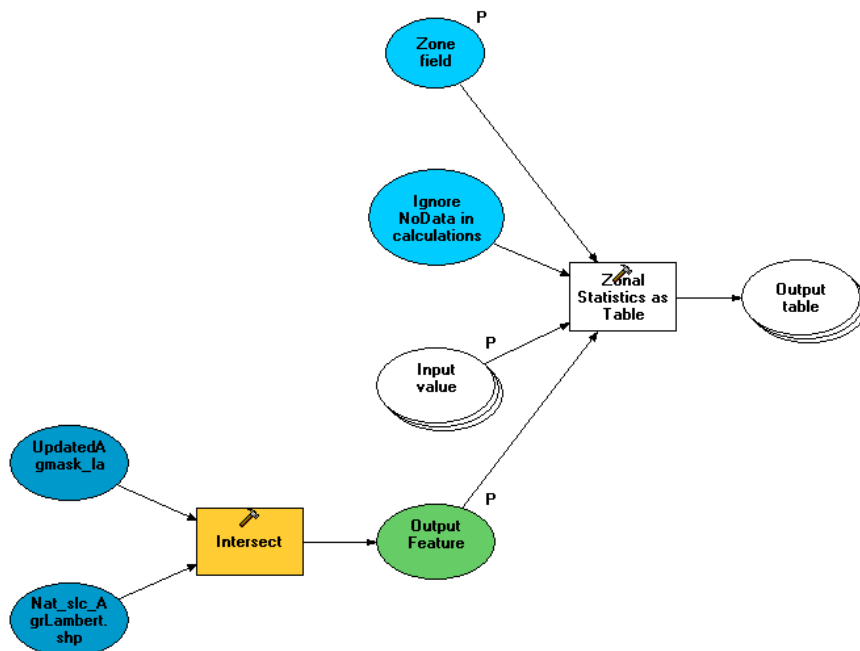 P
Zone
field
Ignore
NoData in
calculations
Zonal
Statistics as
Table
Output
table
P
Input
value
UpdatedA
gmask_la
P
Intersect
Output
Feature
Nat_slc_A
grLambert.
shp